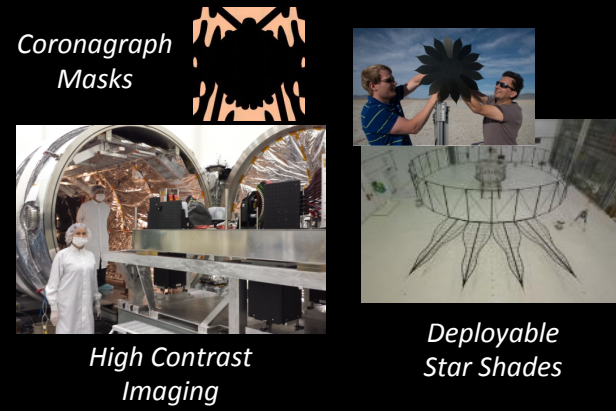 Coronagraph
Masks
High Contrast
Imaging
Deployable
Star Shades